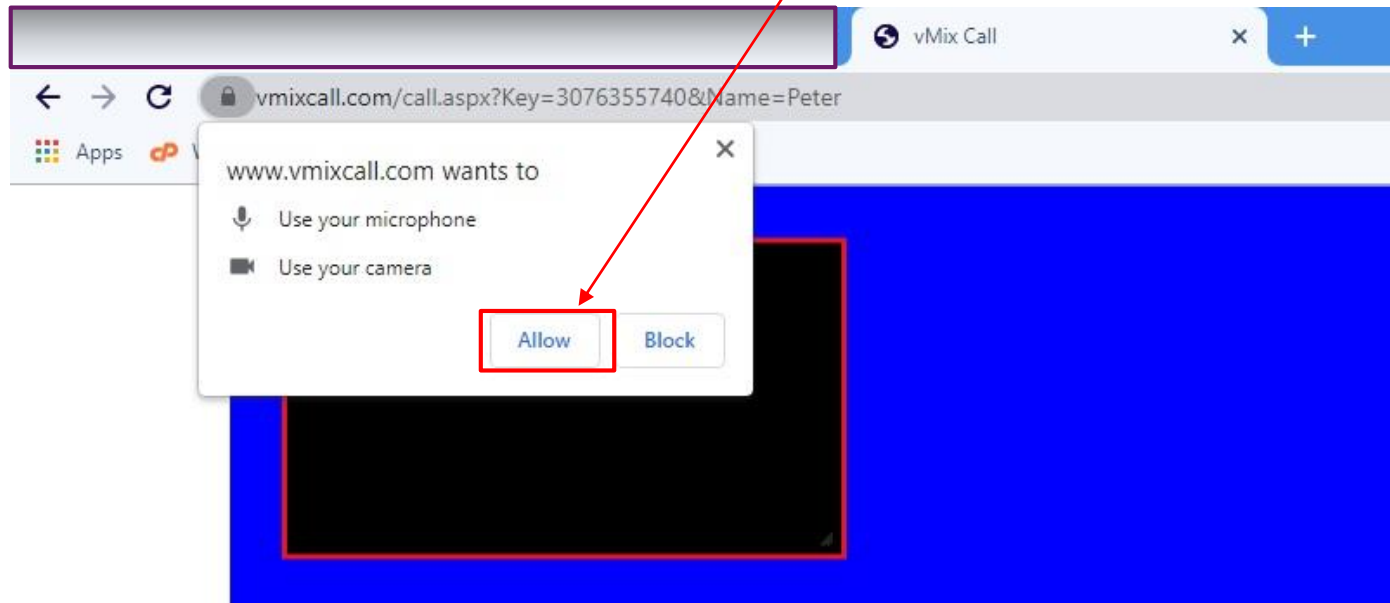 vMix Call
vmixcall.com/call.aspx?Key=3076355740&Name=Peter
Apps
www.vmixcall.com wants to
Use your microphone
Use your camera
Allow Block